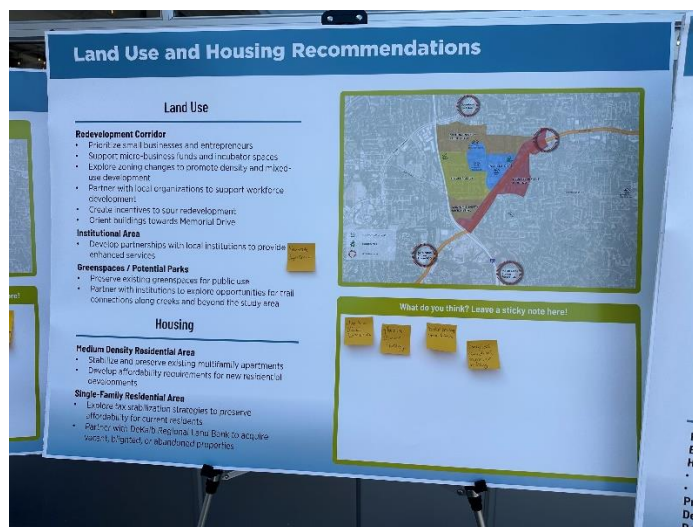 Land Use and Housing Recommendations
Land Use
Redevelopment Corridor
• Prioritize small businesses and entrepreneurs
• Support micro-business funds and incubator spaces
• Explore zoning changes to promote density and mixed-
use development
• Partner with local organizations to support workforce
development
• Create incentives to spur redevelopment
• Orient buildings towards Memorial Drive
Institutional Area
• Develop partnerships with local institutions to provide
enhanced services
Greenspaces / Potential Parks
• Preserve existing greenspaces for public use
• Partner with institutions to explore opportunities for trail
connections along creeks and beyond the study area
Housing
Medium Density Residential Area
• Stabilize and preserve existing multifamily apartments
• Develop affordability requirements for new residential
developments
Single-Family Residential Area
• Explore tax stabilization strategies to preserve
affordability for current residents
• Partner with DeKalb Regional Land Bank to acquire
vacant, blighted, or abandoned properties
What do you think? Leave a sticky note here!
here!